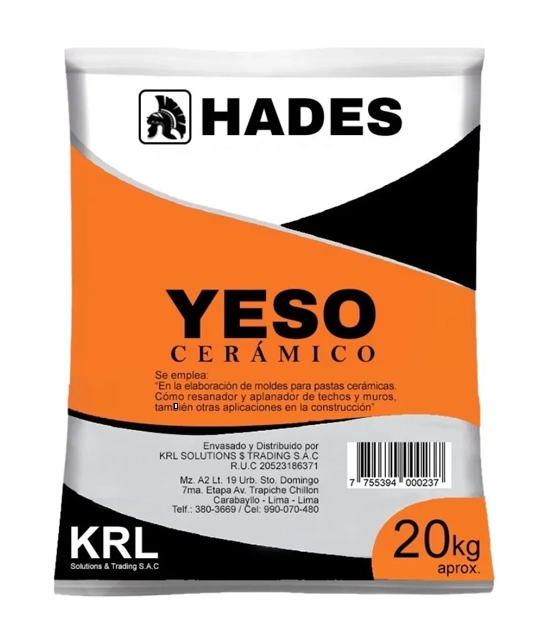 HADES
YESO
CERÁMICO
Se emplea:
"En la elaboración de moldes para pastas cerámicas.
Cómo resanador y aplanador de techos y muros,
también otras aplicaciones en la construcción"
Envasado y Distribuido por
KRL SOLUTIONS $ TRADING S.A.C
R.U.C 20523186371
Mz. A2 Lt. 19 Urb. Sto. Domingo
7ma. Etapa Av. Trapiche Chillon
Carabayllo - Lima - Lima
Telf.: 380-3669 / Cel: 990-070-480
7 755394 000237
KRL
Solutions & Trading S.A.C
20kg
aprox.